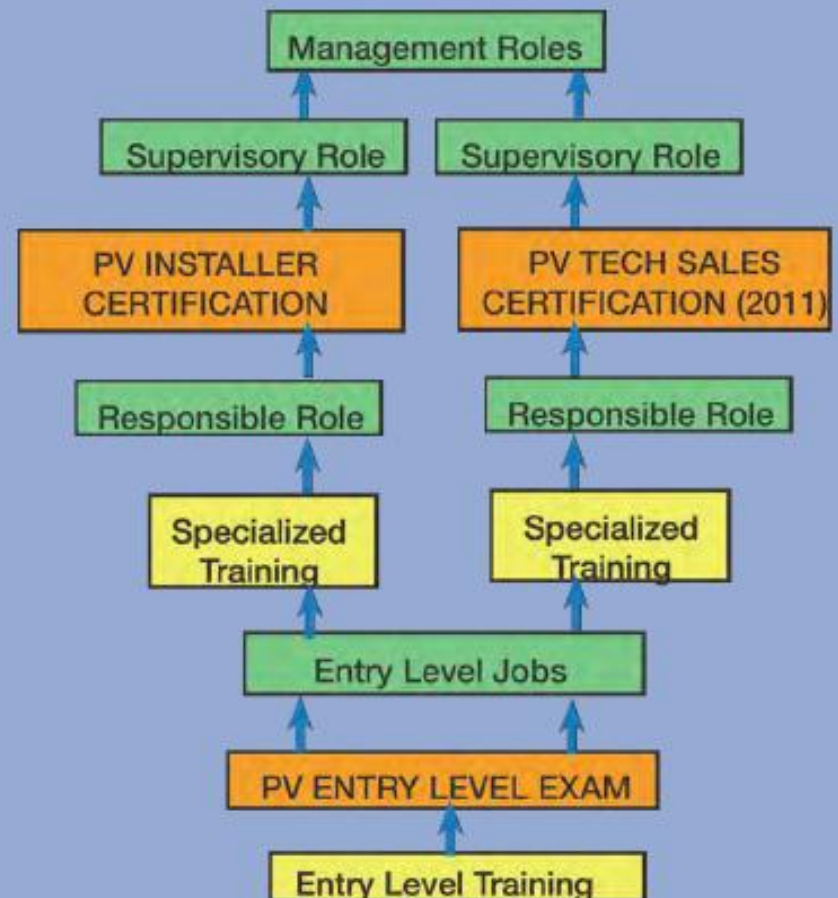 Management Roles
Supervisory Role
Supervisory Role
PV INSTALLER
CERTIFICATION
PV TECH SALES
CERTIFICATION (2011)
Responsible Role
Responsible Role
Specialized
Training
Specialized
Training
Entry Level Jobs
PV ENTRY LEVEL EXAM
Entry Level Training